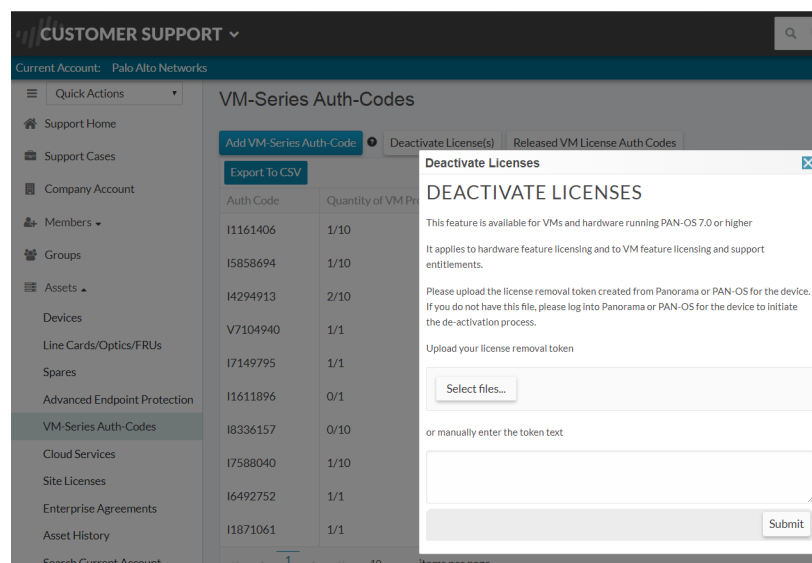 CUSTOMER SUPPORT
Current Account: Palo Alto Networks
Quick Actions
VM-Series Auth-Codes
Support Home
Add VM-Series Auth-Code Deactivate License(s) Released VM License Auth Codes
Support Cases
Export To CSV
Company Account
Auth Code Quantity of VM Pr
Members
I1161406 1/10
Groups
I5858694 1/10
Assets
I4294913 2/10
Devices
V7104940 1/1
Line Cards/Optics/FRUs
I7149795 1/1
Spares
Advanced Endpoint Protection
I1611896 0/1
VM-Series Auth-Codes
I8336157 0/10
Cloud Services
I7588040 1/10
Site Licenses
I6492752 1/1
Enterprise Agreements
I1871061 1/1
Asset History
Search Current Account
1 10 items per page
Deactivate Licenses
DEACTIVATE LICENSES
This feature is available for VMs and hardware running PAN-OS 7.0 or higher
It applies to hardware feature licensing and to VM feature licensing and support
entitlements.
Please upload the license removal token created from Panorama or PAN-OS for the device.
If you do not have this file, please log into Panorama or PAN-OS for the device to initiate
the de-activation process.
Upload your license removal token
Select files...
or manually enter the token text
Submit